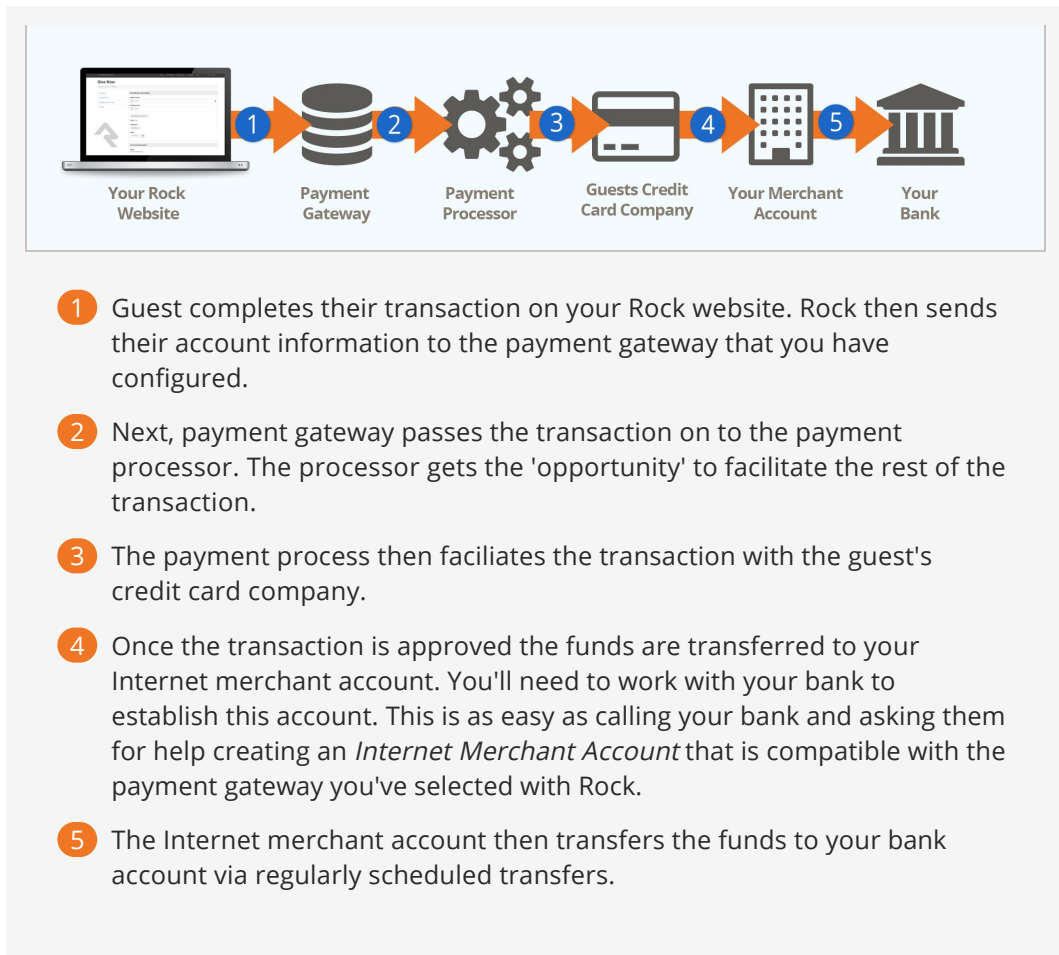 Give Now
1
2
3
4
5
Your Rock
Website
Payment
Gateway
Payment
Processor
Guests Credit
Card Company
Your Merchant
Account
Your
Bank
1 Guest completes their transaction on your Rock website. Rock then sends
their account information to the payment gateway that you have
configured.
2 Next, payment gateway passes the transaction on to the payment
processor. The processor gets the 'opportunity' to facilitate the rest of the
transaction.
3 The payment process then faciliates the transaction with the guest's
credit card company.
4 Once the transaction is approved the funds are transferred to your
Internet merchant account. You'll need to work with your bank to
establish this account. This is as easy as calling your bank and asking them
for help creating an Internet Merchant Account that is compatible with the
payment gateway you've selected with Rock.
5 The Internet merchant account then transfers the funds to your bank
account via regularly scheduled transfers.